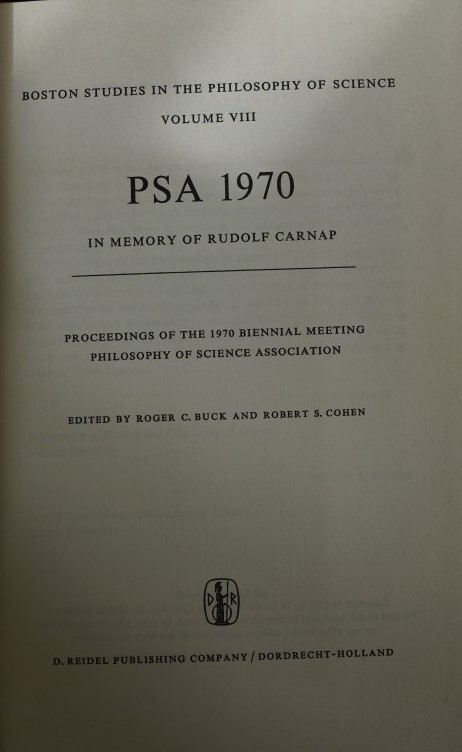 BOSTON STUDIES IN THE PHILOSOPHY OF SCIENCE
VOLUME VIII
PSA 1970
IN MEMORY OF RUDOLF CARNAP
PROCEEDINGS OF THE 1970 BIENNIAL MEETING
PHILOSOPHY OF SCIENCE ASSOCIATION
EDITED BY ROGER C. BUCK AND ROBERT S. COHEN
D R
D. REIDEL PUBLISHING COMPANY / DORDRECHT-HOLLAND